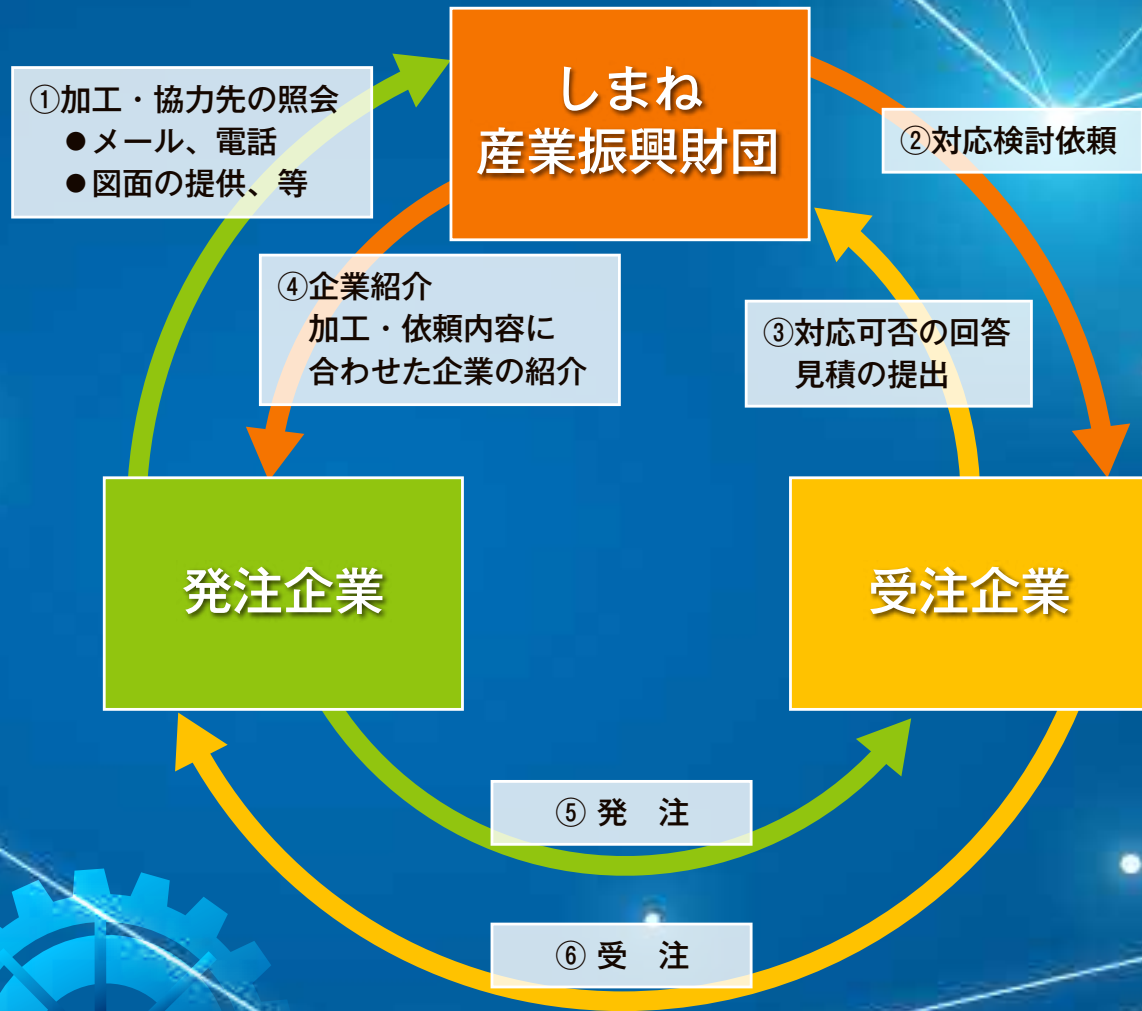 しまね
産業振興財団
①加工・協力先の照会
●メール、電話
●図面の提供、等
②対応検討依頼
④企業紹介
加工・依頼内容に
合わせた企業の紹介
③対応可否の回答
見積の提出
発注企業
受注企業
⑤ 発　注
⑥ 受　注